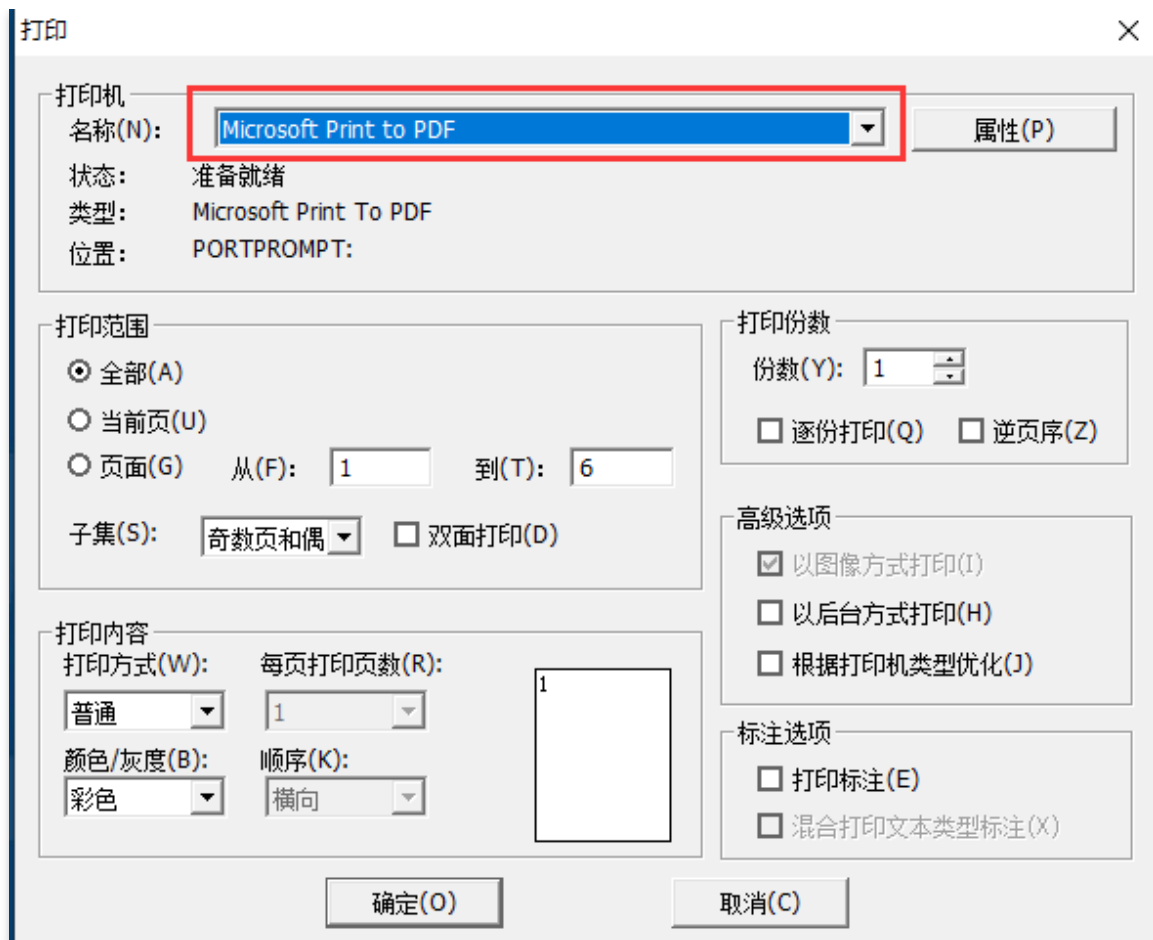 打印
打印机
名称(N): Microsoft Print to PDF 属性(P)
状态: 准备就绪
类型: Microsoft Print To PDF
位置: PORTPROMPT:
打印范围
全部(A)
当前页(U)
页面(G) 从(F): 1 到(T): 6
子集(S): 奇数页和偶 双面打印(D)
打印份数
份数(Y): 1
逐份打印(Q) 逆页序(Z)
高级选项
以图像方式打印(I)
以后台方式打印(H)
根据打印机类型优化(J)
打印内容
打印方式(W): 每页打印页数(R):
普通 1
颜色/灰度(B): 顺序(K):
彩色 横向
1
标注选项
打印标注(E)
混合打印文本类型标注(X)
确定(O) 取消(C)